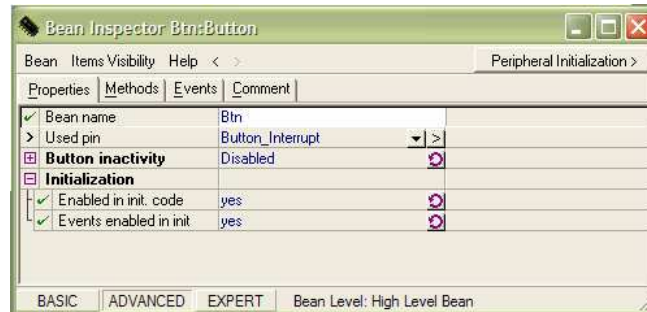 Bean Inspector Btn:Button
Bean Items Visibility Help < > Peripheral Initialization >
Properties Methods Events Comment
Bean name Btn
> Used pin Button_Interrupt >
Button inactivity Disabled
Initialization
Enabled in init. code yes
Events enabled in init yes
BASIC ADVANCED EXPERT Bean Level: High Level Bean